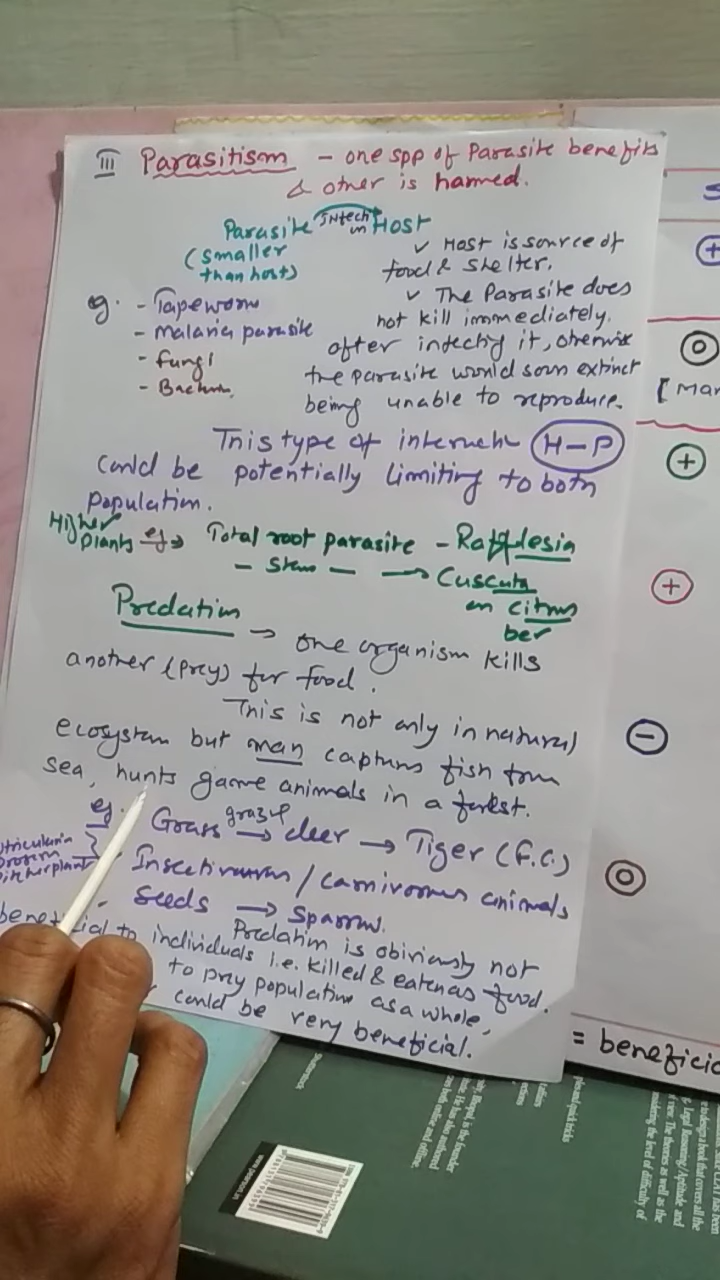 III Parasitism - one spp of Parasite benefits
& other is harmed.
Parasite Host
(smaller
than host)
✓ Host is source of
food & shelter.
✓ The Parasite does
not kill immediately.
after infectig it, otherwise
the parasite would soon extinct
being unable to reproduce.
eg. - Tapeworm
- malaria parasite
- Fungi
- Bacteria
This type of H-P
could be potentially limiting to both
population.
Higher
plants eg → Total root parasite - Rafflesia
- Stem - → Cuscuta
on citrus
ber
Predation → one organism kills
another (prey) for food.
This is not only in natural
ecosystem but man captures fish from
sea, hunts game animals in a forest.
eg. Grass → deer → Tiger (F.C.)
Insectivorous / carnivorous animals
- Seeds → Sparrow.
Predation is obviously not
beneficial to individuals i.e. killed & eaten as food.
to prey population as a whole,
could be very beneficial.
[Mar
= beneficia